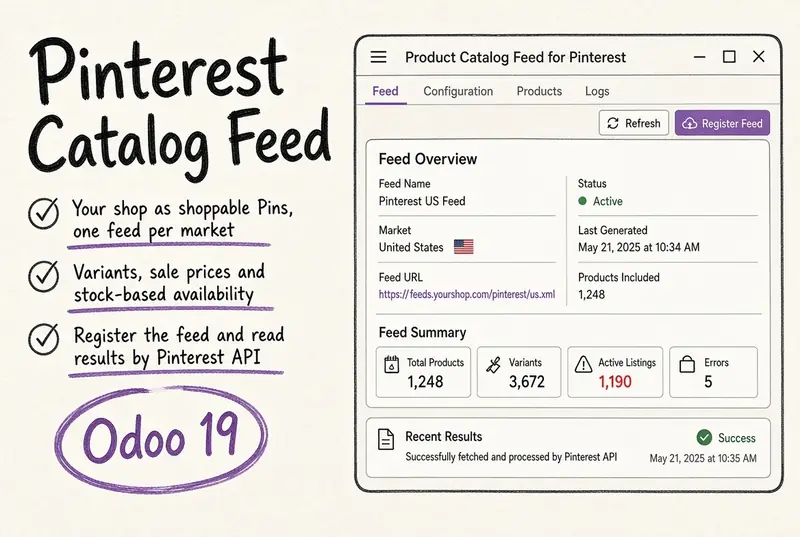 Pinterest
Catalog Feed
Your shop as shoppable Pins,
one feed per market
Variants, sale prices and
stock-based availability
Register the feed and read
results by Pinterest API
Odoo 19
Product Catalog Feed for Pinterest
Feed
Configuration
Products
Logs
Refresh
Register Feed
Feed Overview
Feed Name
Pinterest US Feed
Status
Active
Market
United States
Last Generated
May 21, 2025 at 10:34 AM
Feed URL
https://feeds.yourshop.com/pinterest/us.xml
Products Included
1,248
Feed Summary
Total Products
1,248
Variants
3,672
Active Listings
1,190
Errors
5
Recent Results
Successfully fetched and processed by Pinterest API
Success
May 21, 2025 at 10:35 AM